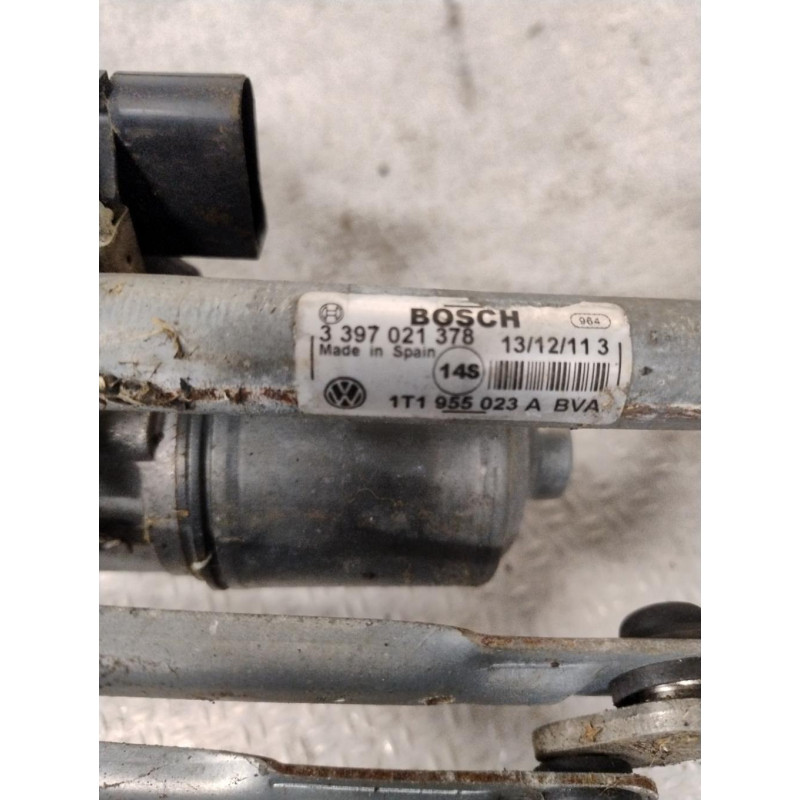 BOSCH 964
3 397 021 378 13/12/11 3
Made in Spain
14S
1T1 955 023 A BVA